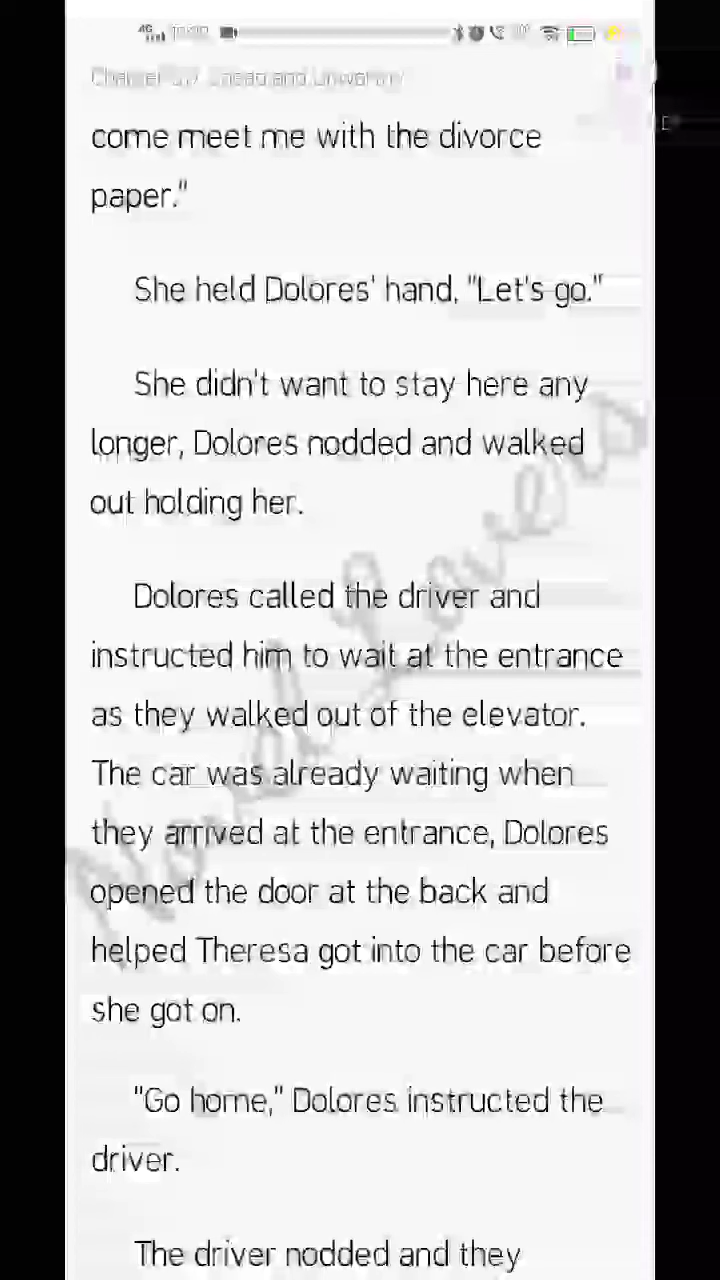 4G
come meet me with the divorce
paper."
She held Dolores' hand, "Let's go."
She didn't want to stay here any
longer, Dolores nodded and walked
out holding her.
Dolores called the driver and
instructed him to wait at the entrance
as they walked out of the elevator.
The car was already waiting when
they arrived at the entrance, Dolores
opened the door at the back and
helped Theresa got into the car before
she got on.
"Go home," Dolores instructed the
driver.
The driver nodded and they
Novel Lovers